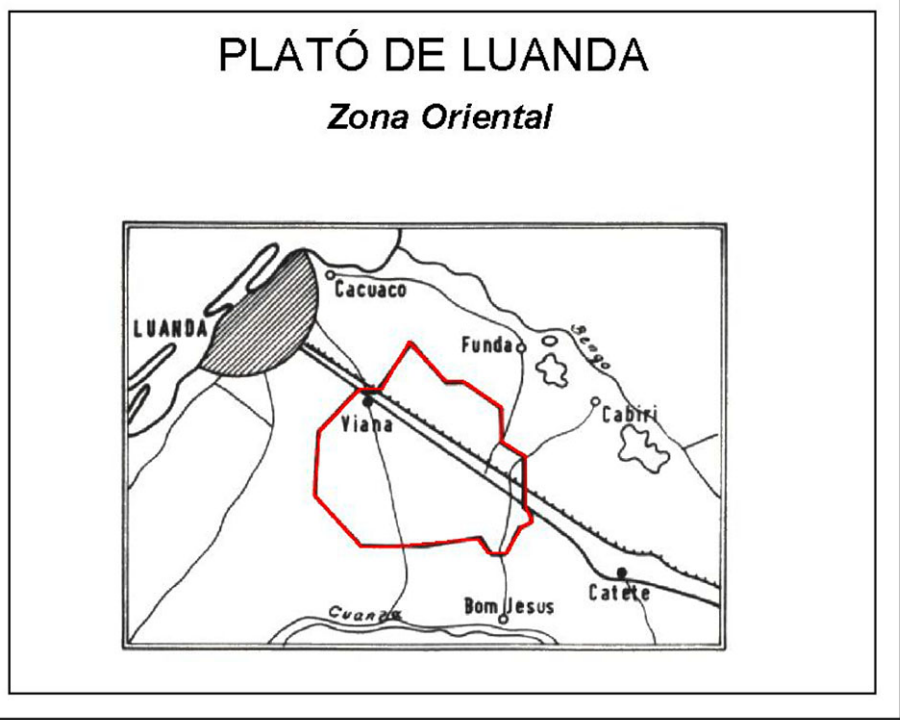 PLATÓ DE LUANDA
Zona Oriental
Cacuaco
LUANDA
Funda
Bengo
Cabiri
Viana
Catete
Bom Jesus
Cuanza